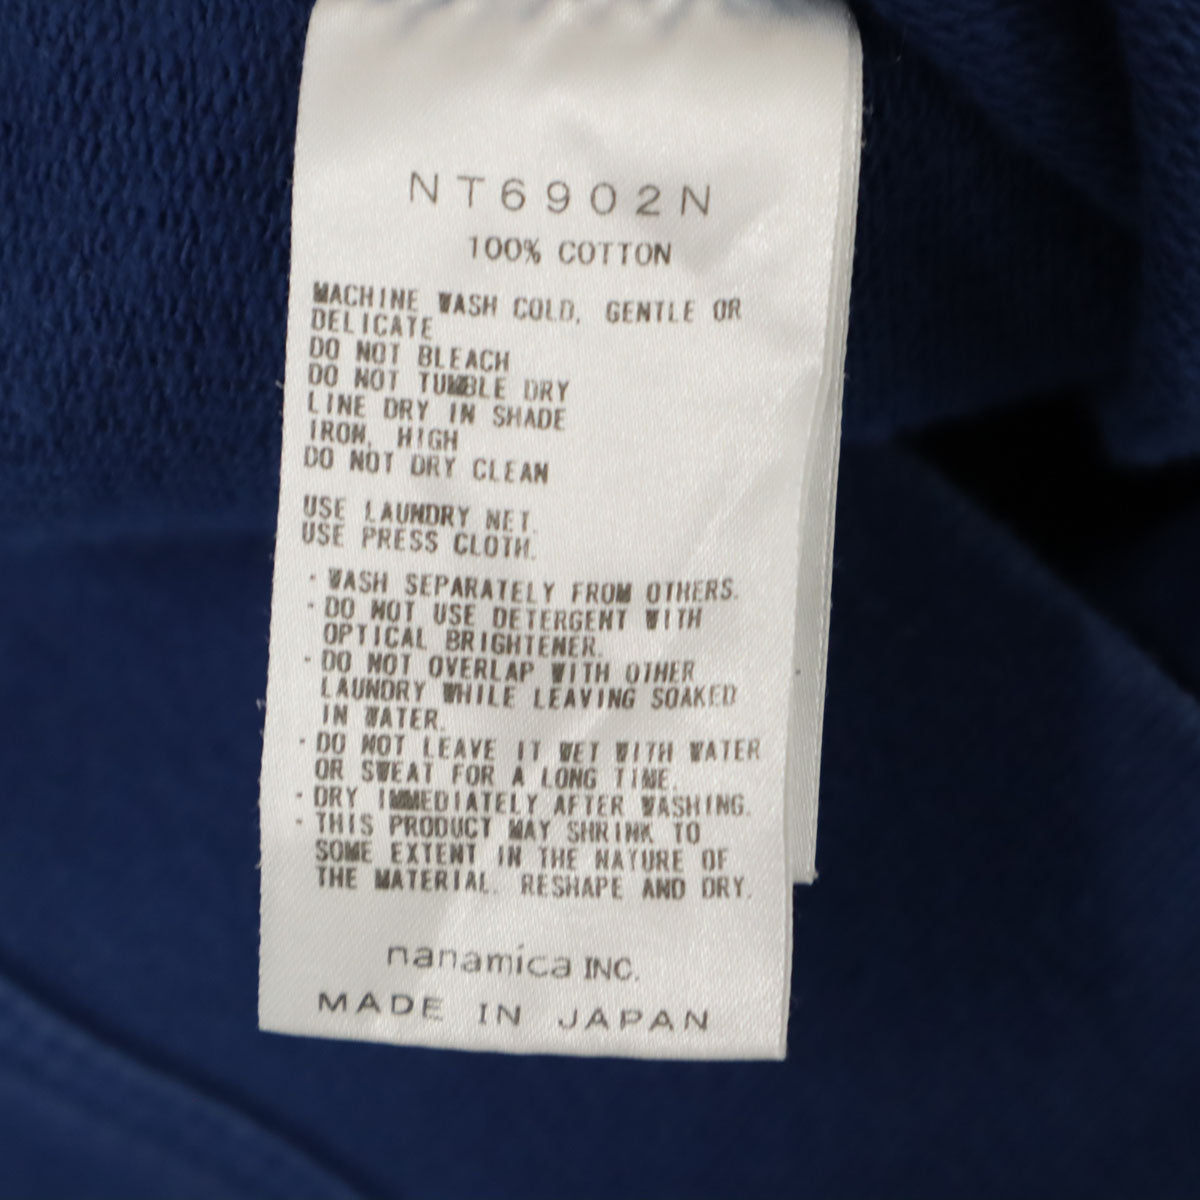 NT6902N
100% COTTON
MACHINE WASH COLD, GENTLE OR
DELICATE
DO NOT BLEACH
DO NOT TUMBLE DRY
LINE DRY IN SHADE
IRON, HIGH
DO NOT DRY CLEAN
USE LAUNDRY NET.
USE PRESS CLOTH.
・WASH SEPARATELY FROM OTHERS.
・DO NOT USE DETERGENT WITH
OPTICAL BRIGHTENER.
・DO NOT OVERLAP WITH OTHER
LAUNDRY WHILE LEAVING SOAKED
IN WATER.
・DO NOT LEAVE IT WET WITH WATER
OR SWEAT FOR A LONG TIME.
・DRY IMMEDIATELY AFTER WASHING.
・THIS PRODUCT MAY SHRINK TO
SOME EXTENT IN THE NATURE OF
THE MATERIAL. RESHAPE AND DRY.
nanamica INC.
MADE IN JAPAN